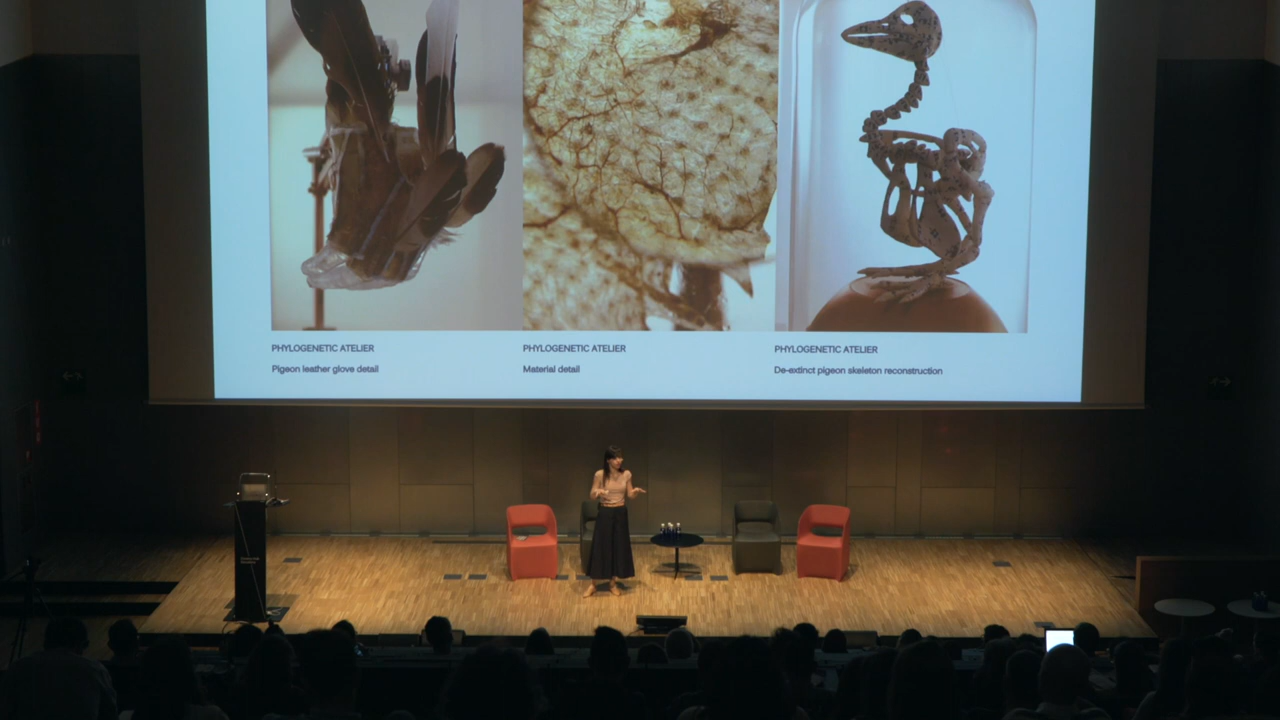 PHYLOGENETIC ATELIER
Pigeon leather glove detail
PHYLOGENETIC ATELIER
Material detail
PHYLOGENETIC ATELIER
De-extinct pigeon skeleton reconstruction